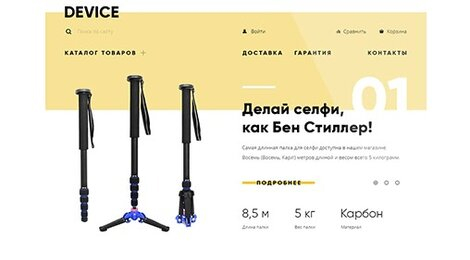 DEVICE
Поиск по сайту
Войти
Сравнить
Корзина
КАТАЛОГ ТОВАРОВ +
ДОСТАВКА
ГАРАНТИЯ
КОНТАКТЫ
01
Делай селфи,
как Бен Стиллер!
Самая длинная палка для селфи доступна в нашем магазине.
Восемь (Восемь, Карл!) метров длиной и весом всего 5 килограмм.
ПОДРОБНЕЕ
8,5 м
5 кг
Карбон
Длина палки
Вес палки
Материал